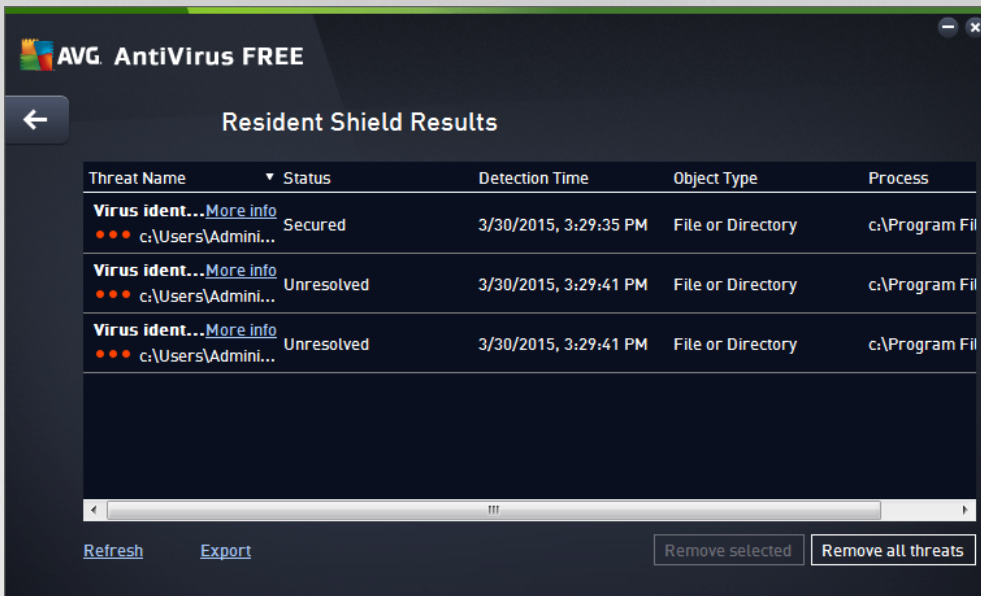 AVG AntiVirus FREE
Resident Shield Results
Threat Name Status Detection Time Object Type Process
Virus ident...More info
c:\Users\Admini... Secured 3/30/2015, 3:29:35 PM File or Directory c:\Program Fil
Virus ident...More info
c:\Users\Admini... Unresolved 3/30/2015, 3:29:41 PM File or Directory c:\Program Fil
Virus ident...More info
c:\Users\Admini... Unresolved 3/30/2015, 3:29:41 PM File or Directory c:\Program Fil
Refresh Export Remove selected Remove all threats